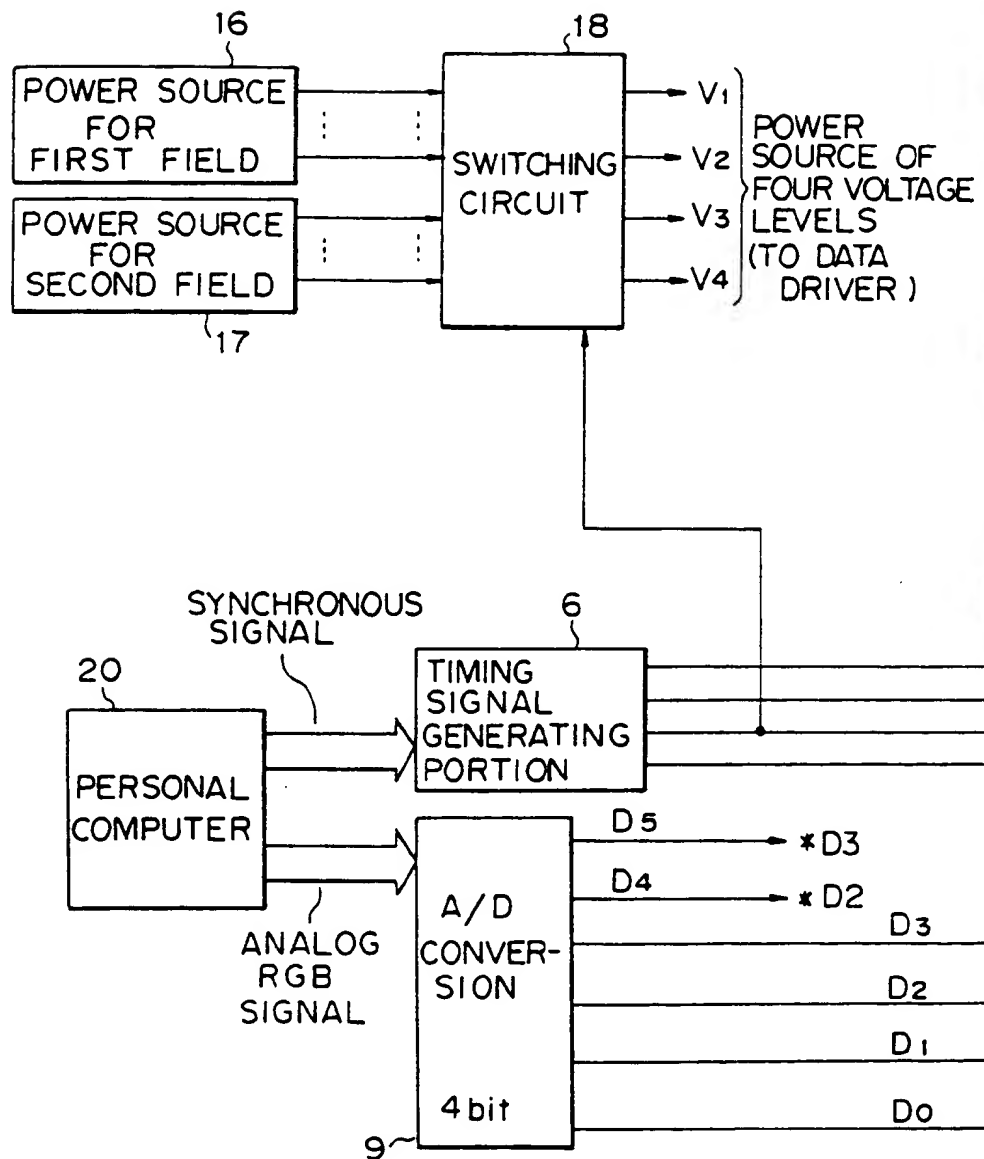 16
POWER SOURCE
FOR
FIRST FIELD
POWER SOURCE
FOR
SECOND FIELD
17
18
SWITCHING
CIRCUIT
V1
V2
V3
V4
POWER
SOURCE OF
FOUR VOLTAGE
LEVELS
(TO DATA
DRIVER)
SYNCHRONOUS
SIGNAL
20
PERSONAL
COMPUTER
ANALOG
RGB
SIGNAL
6
TIMING
SIGNAL
GENERATING
PORTION
A/D
CONVER-
SION
4bit
9
D5
*D3
D4
*D2
D3
D2
D1
D0